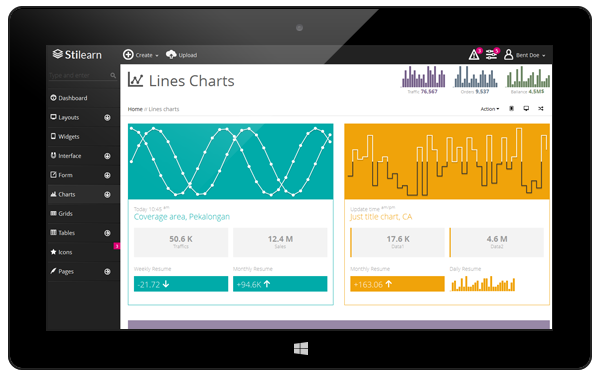 Stilearn
Create
Upload
3
5
Bent Doe
Type and enter
Lines Charts
Traffic 76,567
Orders 9,537
Balance 4,5M$
Home // Lines charts
Action
Dashboard
Layouts
Widgets
Interface
Form
Charts
Grids
Tables
Icons
Pages
Today 10:45 am
Coverage area, Pekalongan
50.6 K
Traffics
12.4 M
Sales
Weekly Resume
-21.72
Monthly Resume
+94.6K
Update time
Just title chart, CA
17.6 K
Data1
4.6 M
Data2
Monthly Resume
+163.06
Daily Resume